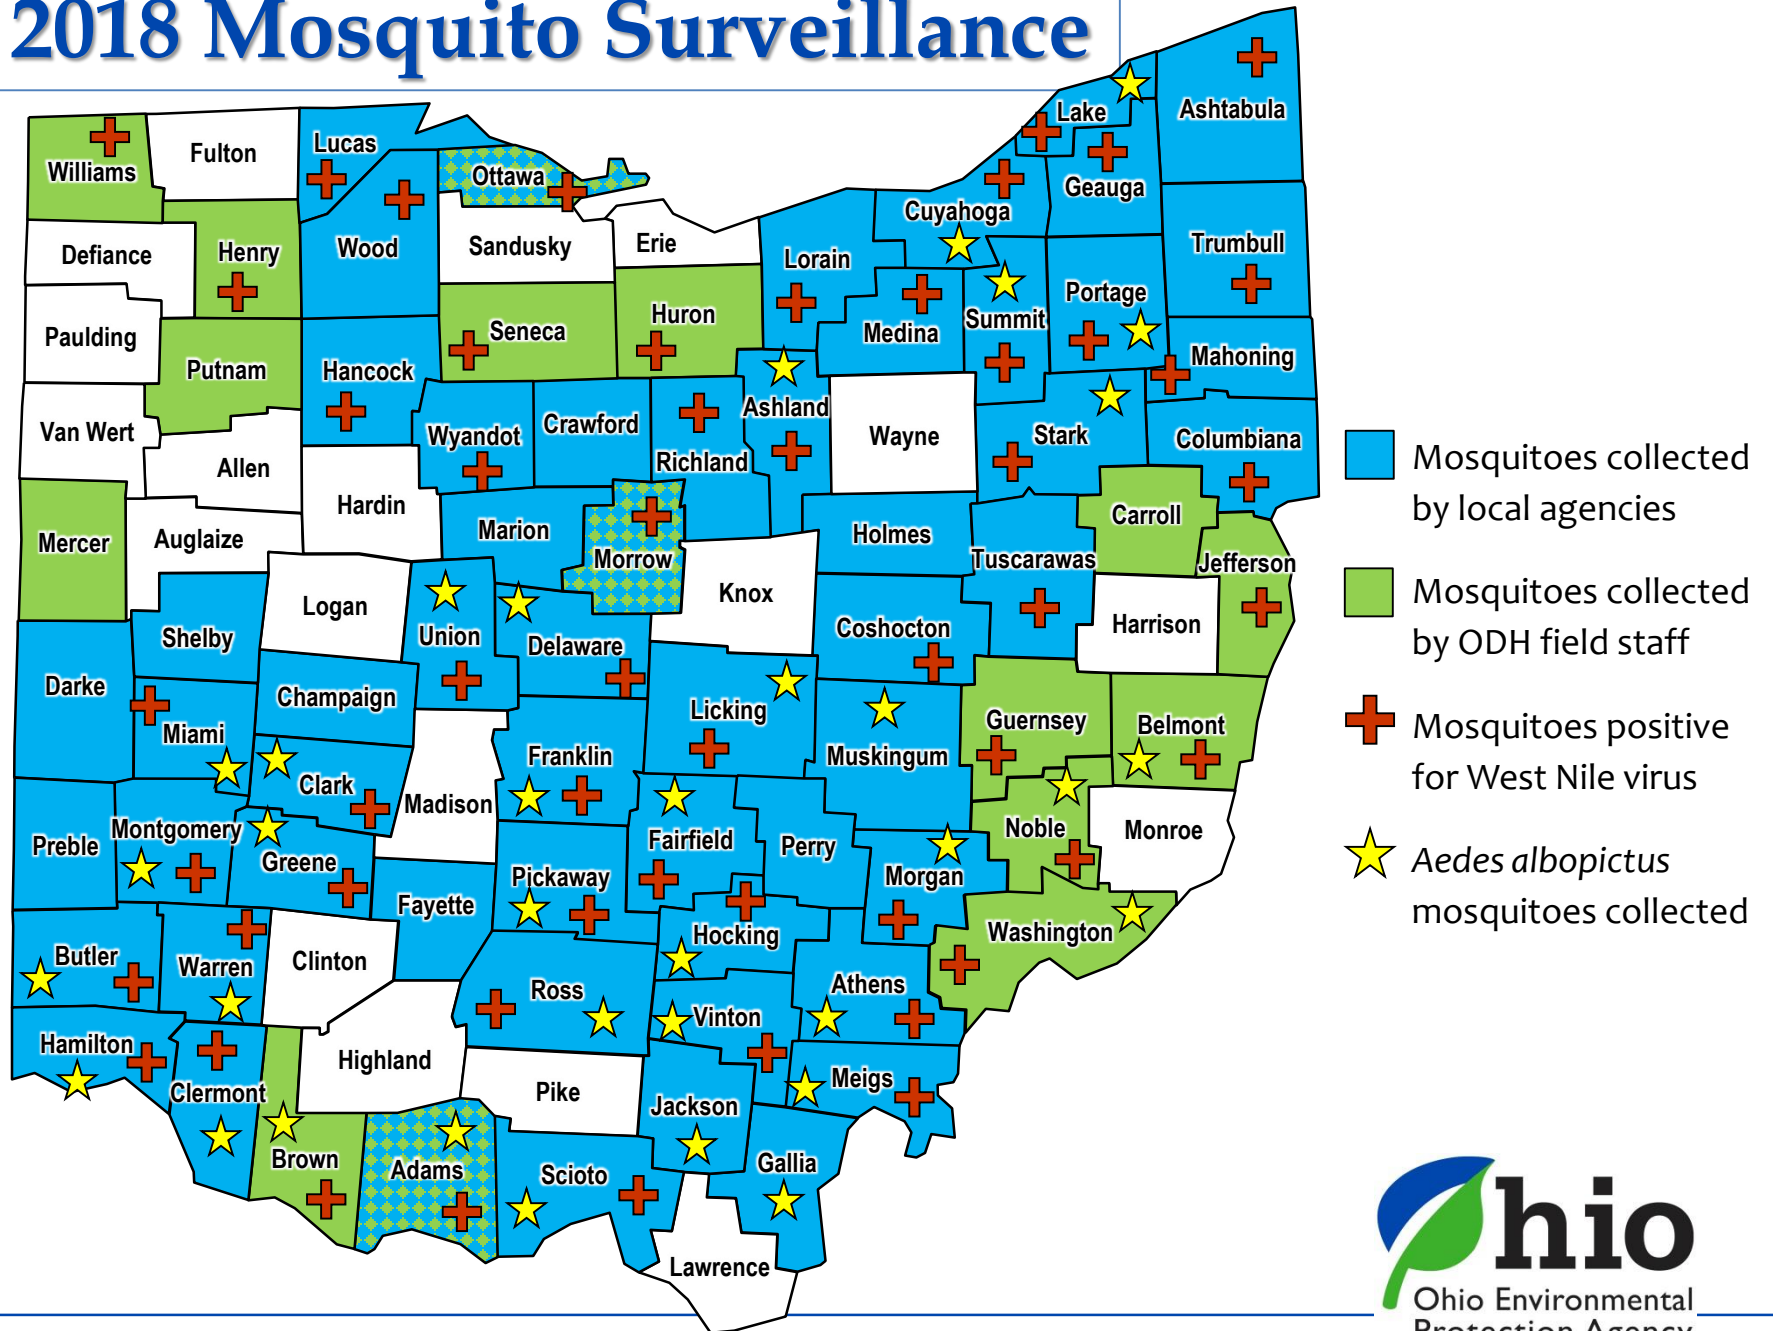 2018 Mosquito Surveillance
Lake
Ashtabula
Williams
Fulton
Lucas
Ottawa
Geauga
Cuyahoga
Defiance
Henry
Wood
Sandusky
Erie
Lorain
Trumbull
Paulding
Seneca
Huron
Medina
Summit
Portage
Putnam
Hancock
Mahoning
Van Wert
Allen
Wyandot
Crawford
Richland
Ashland
Wayne
Stark
Columbiana
Hardin
Mercer
Auglaize
Marion
Morrow
Holmes
Tuscarawas
Carroll
Jefferson
Logan
Knox
Shelby
Union
Delaware
Coshocton
Harrison
Darke
Champaign
Miami
Licking
Muskingum
Guernsey
Belmont
Clark
Franklin
Madison
Preble
Montgomery
Greene
Fairfield
Perry
Noble
Monroe
Fayette
Pickaway
Morgan
Butler
Warren
Clinton
Hocking
Washington
Ross
Athens
Vinton
Hamilton
Highland
Clermont
Pike
Jackson
Meigs
Brown
Adams
Scioto
Gallia
Lawrence
Mosquitoes collected
by local agencies
Mosquitoes collected
by ODH field staff
Mosquitoes positive
for West Nile virus
Aedes albopictus
mosquitoes collected
Ohio
Ohio Environmental
Protection Agency